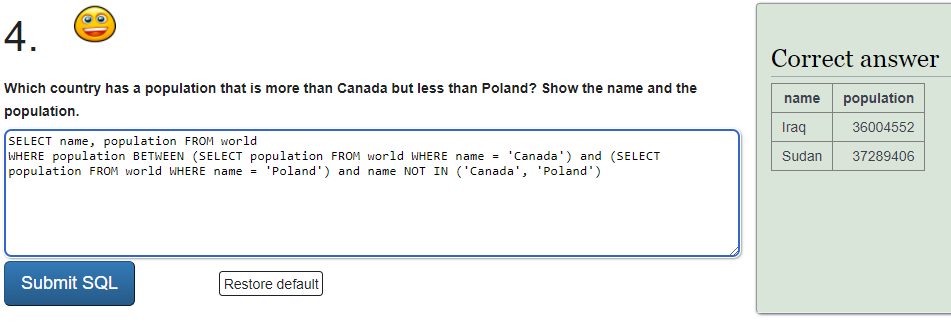 4.
Which country has a population that is more than Canada but less than Poland? Show the name and the
population.
SELECT name, population FROM world
WHERE population BETWEEN (SELECT population FROM world WHERE name = 'Canada') and (SELECT
population FROM world WHERE name = 'Poland') and name NOT IN ('Canada', 'Poland')
Submit SQL
Restore default
Correct answer
name population
Iraq 36004552
Sudan 37289406